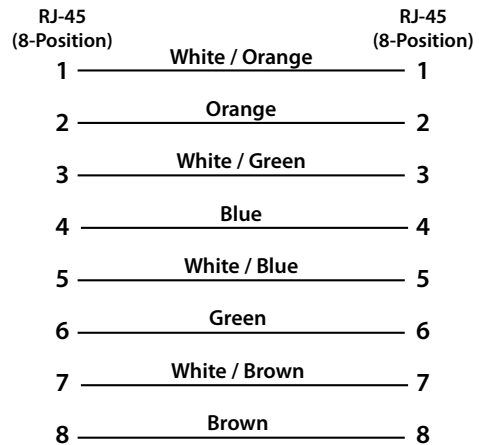 RJ-45 RJ-45
(8-Position) (8-Position)
1 White / Orange 1
2 Orange 2
3 White / Green 3
4 Blue 4
5 White / Blue 5
6 Green 6
7 White / Brown 7
8 Brown 8